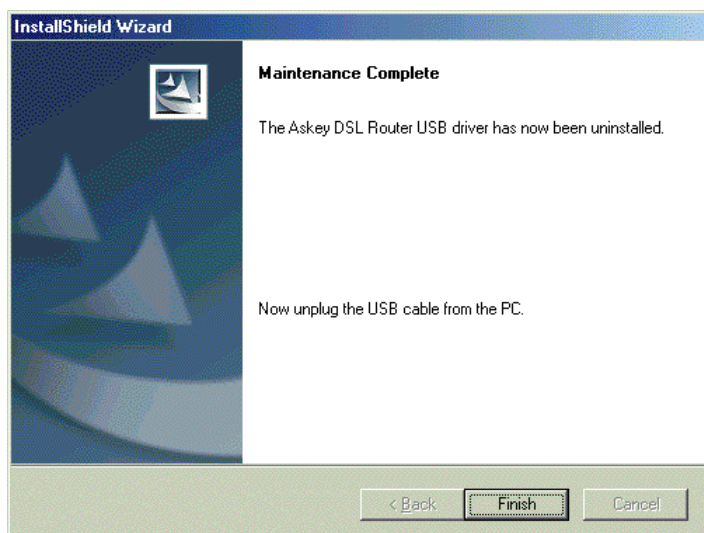 InstallShield Wizard
Maintenance Complete
The Askey DSL Router USB driver has now been uninstalled.
Now unplug the USB cable from the PC.
< Back Finish Cancel